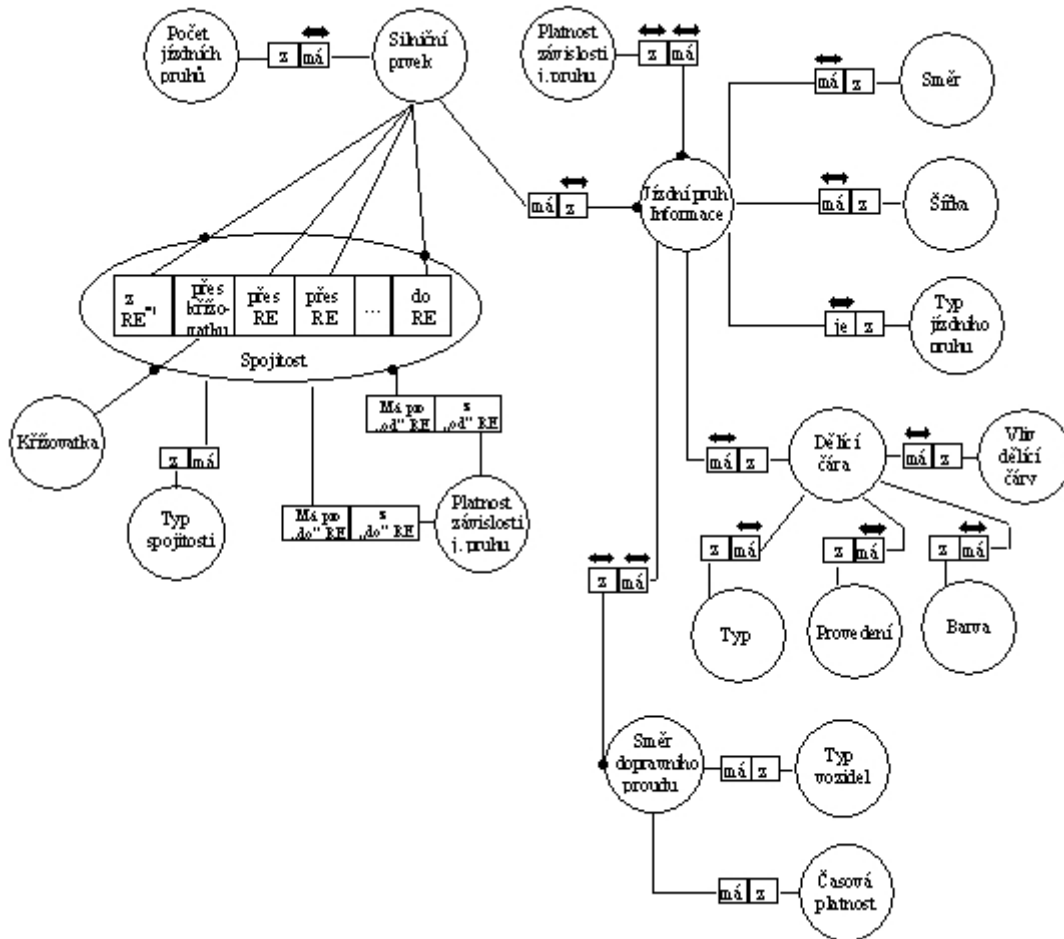 Počet
jízdních
pruhů
z má
Silniční
prvek
Platnost
závislosti
j. pruhu
z má
má z
Směr
má z
Jízdní pruh
Informace
má z
Šířka
z
RE*)
přes
křižo-
vatku
přes
RE
přes
RE
...
do
RE
Spojitost
je z
Typ
jízdního
pruhu
Křižovatka
z má
Typ
spojitosti
Má pro
„od" RE
z
„od" RE
Má pro
„do" RE
z
„do" RE
Platnost
závislosti
j. pruhu
má z
Dělící
čára
má z
Vliv
dělící
čáry
z má
Typ
z má
Provedení
z má
Barva
z má
Směr
dopravního
proudu
má z
Typ
vozidel
má z
Časová
platnost